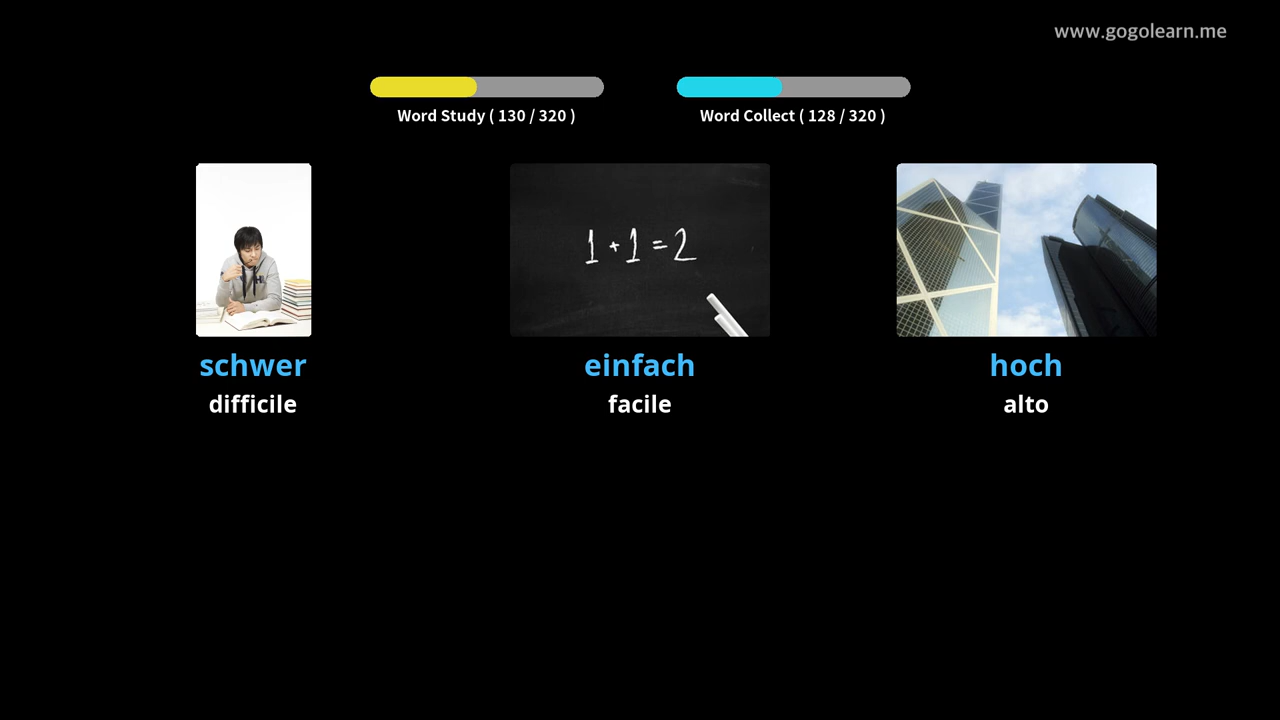 www.gogolearn.me
Word Study ( 130 / 320 )
Word Collect ( 128 / 320 )
1 + 1 = 2
schwer
difficile
einfach
facile
hoch
alto